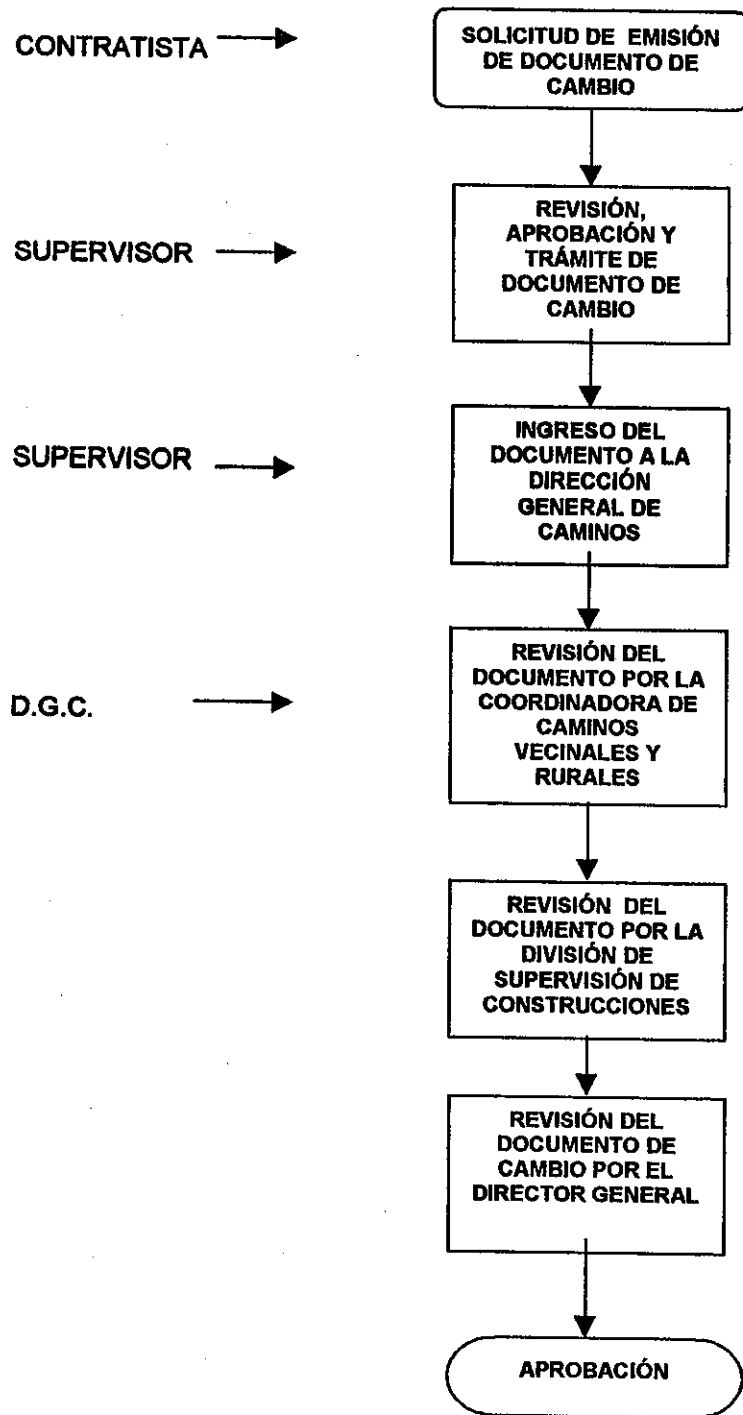 CONTRATISTA
SOLICITUD DE EMISIÓN
DE DOCUMENTO DE
CAMBIO
SUPERVISOR
REVISIÓN,
APROBACIÓN Y
TRÁMITE DE
DOCUMENTO DE
CAMBIO
SUPERVISOR
INGRESO DEL
DOCUMENTO A LA
DIRECCIÓN
GENERAL DE
CAMINOS
D.G.C.
REVISIÓN DEL
DOCUMENTO POR LA
COORDINADORA DE
CAMINOS
VECINALES Y
RURALES
REVISIÓN DEL
DOCUMENTO POR LA
DIVISIÓN DE
SUPERVISIÓN DE
CONSTRUCCIONES
REVISIÓN DEL
DOCUMENTO DE
CAMBIO POR EL
DIRECTOR GENERAL
APROBACIÓN